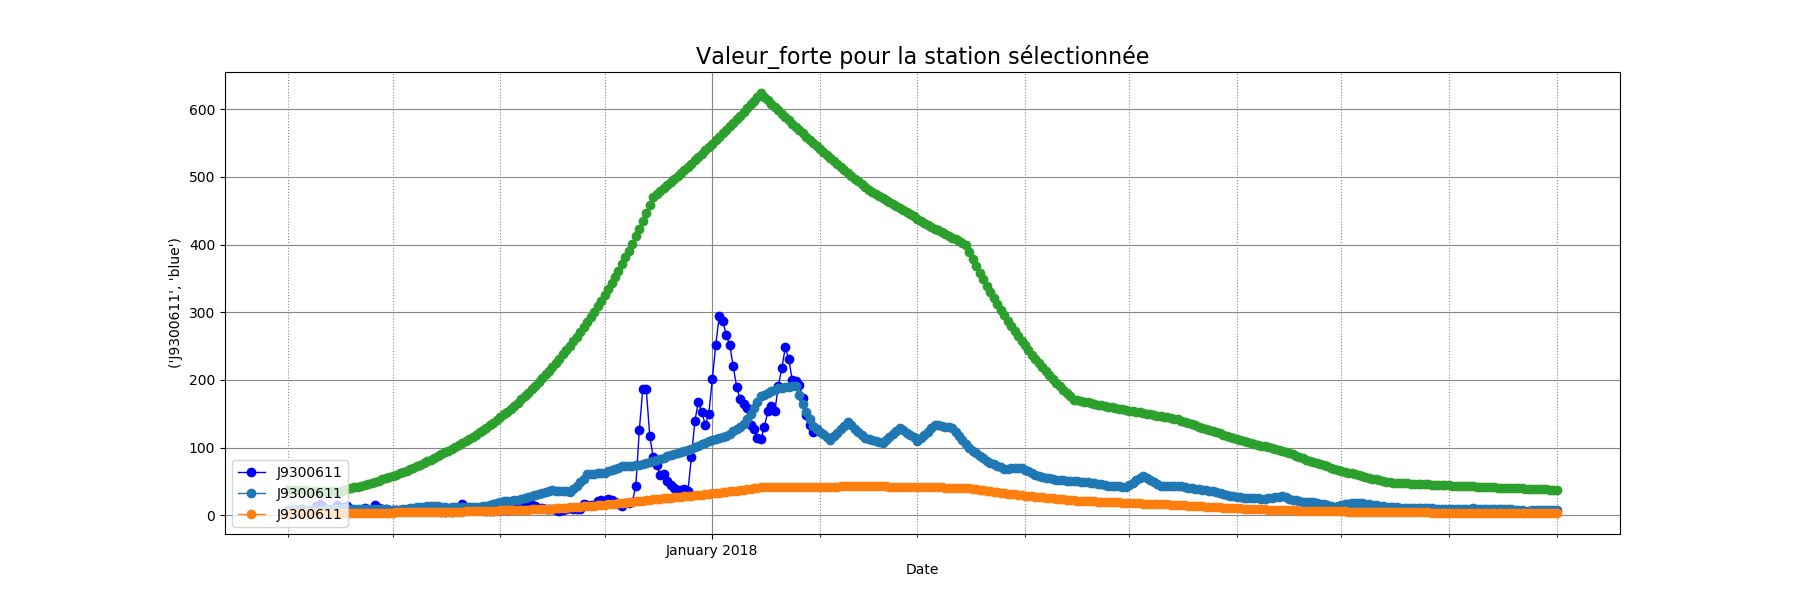 Valeur_forte pour la station sélectionnée
600
500
400
300
200
100
0
('J9300611', 'blue')
J9300611
J9300611
J9300611
January 2018
Date